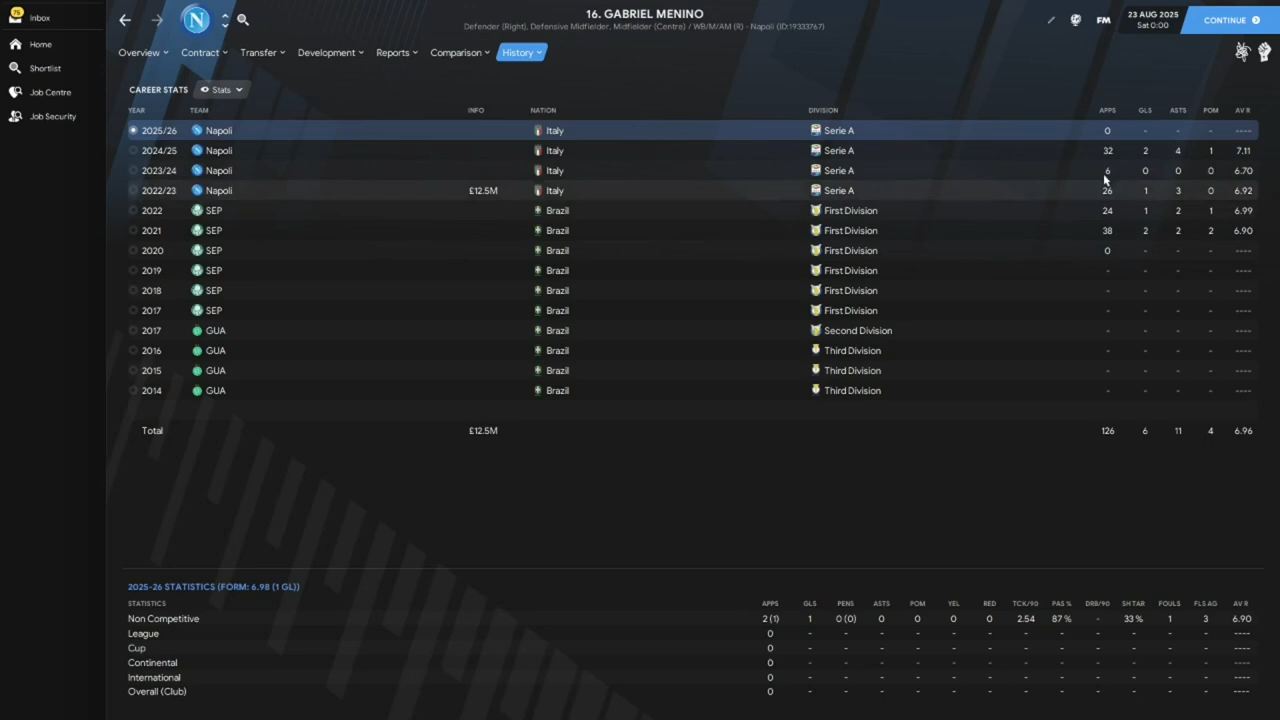 75 Inbox
Home
Shortlist
Job Centre
Job Security
N
16. GABRIEL MENINO
Defender (Right), Defensive Midfielder, Midfielder (Centre) / WB/M/AM (R) - Napoli (ID:19333767)
FM
23 AUG 2025
Sat 0:00
CONTINUE
Overview Contract Transfer Development Reports Comparison History
CAREER STATS Stats
YEAR TEAM INFO NATION DIVISION APPS GLS ASTS POM AV R
2025/26 Napoli Italy Serie A 0 - - - ----
2024/25 Napoli Italy Serie A 32 2 4 1 7.11
2023/24 Napoli Italy Serie A 6 0 0 0 6.70
2022/23 Napoli £12.5M Italy Serie A 26 1 3 0 6.92
2022 SEP Brazil First Division 24 1 2 1 6.99
2021 SEP Brazil First Division 38 2 2 2 6.90
2020 SEP Brazil First Division 0 - - - ----
2019 SEP Brazil First Division - - - - ----
2018 SEP Brazil First Division - - - - ----
2017 SEP Brazil First Division - - - - ----
2017 GUA Brazil Second Division - - - - ----
2016 GUA Brazil Third Division - - - - ----
2015 GUA Brazil Third Division - - - - ----
2014 GUA Brazil Third Division - - - - ----
Total £12.5M 126 6 11 4 6.96
2025-26 STATISTICS (FORM: 6.98 (1 GL))
STATISTICS APPS GLS PENS ASTS POM YEL RED TCK/90 PAS % DRB/90 SH TAR FOULS FLS AG AV R
Non Competitive 2 (1) 1 0 (0) 0 0 0 0 2.54 87 % - 33 % 1 3 6.90
League 0 - - - - - - - - - - - - ----
Cup 0 - - - - - - - - - - - - ----
Continental 0 - - - - - - - - - - - - ----
International 0 - - - - - - - - - - - - ----
Overall (Club) 0 - - - - - - - - - - - - ----